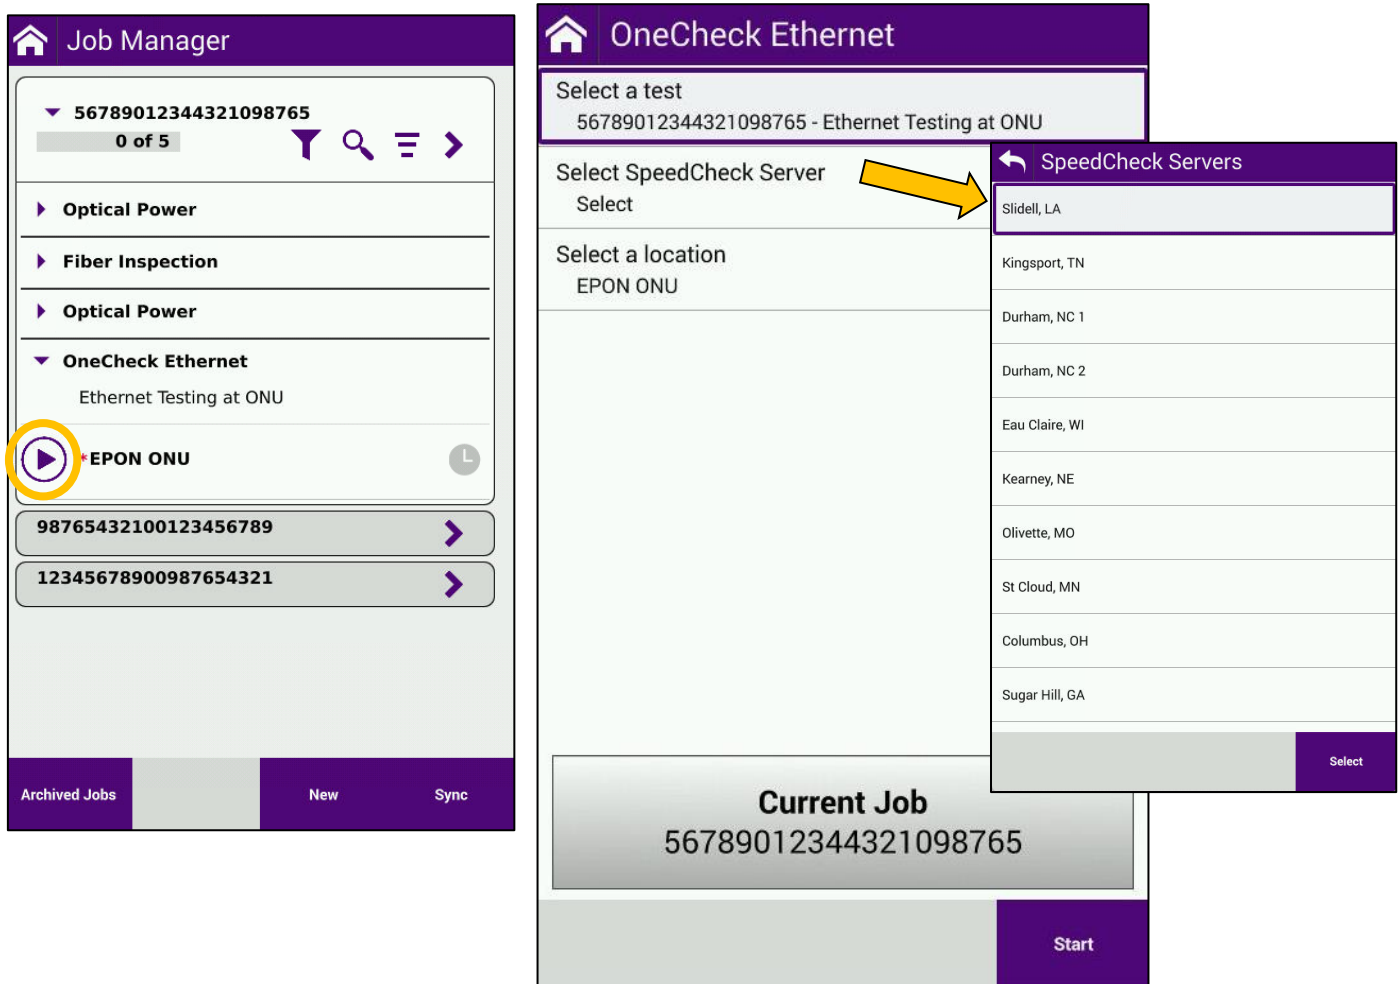 Job Manager
56789012344321098765
0 of 5
Optical Power
Fiber Inspection
Optical Power
OneCheck Ethernet
Ethernet Testing at ONU
*EPON ONU
98765432100123456789
12345678900987654321
Archived Jobs
New
Sync
OneCheck Ethernet
Select a test
56789012344321098765 - Ethernet Testing at ONU
Select SpeedCheck Server
Select
Select a location
EPON ONU
Current Job
56789012344321098765
Start
SpeedCheck Servers
Slidell, LA
Kingsport, TN
Durham, NC 1
Durham, NC 2
Eau Claire, WI
Kearney, NE
Olivette, MO
St Cloud, MN
Columbus, OH
Sugar Hill, GA
Select